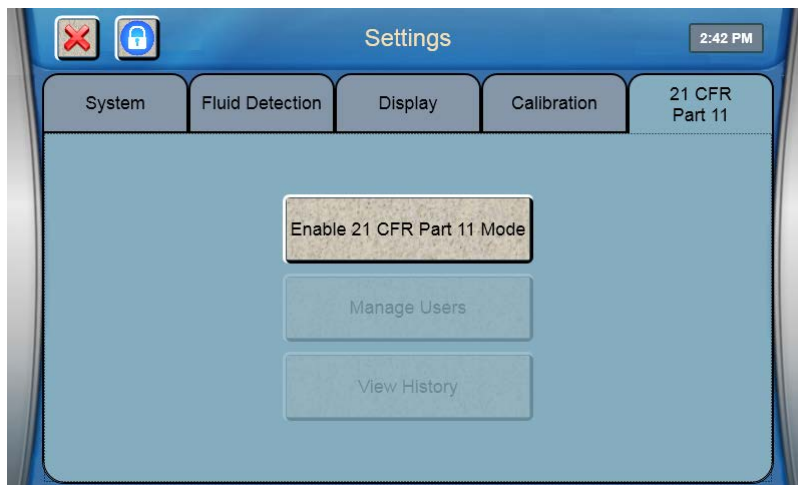 Settings
2:42 PM
System
Fluid Detection
Display
Calibration
21 CFR
Part 11
Enable 21 CFR Part 11 Mode
Manage Users
View History